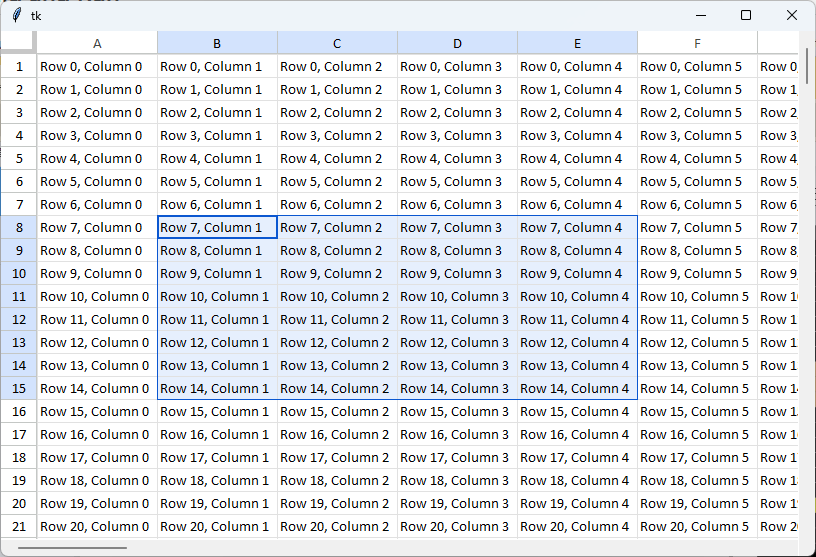 tk
A B C D E F
1 Row 0, Column 0 Row 0, Column 1 Row 0, Column 2 Row 0, Column 3 Row 0, Column 4 Row 0, Column 5 Row 0,
2 Row 1, Column 0 Row 1, Column 1 Row 1, Column 2 Row 1, Column 3 Row 1, Column 4 Row 1, Column 5 Row 1,
3 Row 2, Column 0 Row 2, Column 1 Row 2, Column 2 Row 2, Column 3 Row 2, Column 4 Row 2, Column 5 Row 2,
4 Row 3, Column 0 Row 3, Column 1 Row 3, Column 2 Row 3, Column 3 Row 3, Column 4 Row 3, Column 5 Row 3,
5 Row 4, Column 0 Row 4, Column 1 Row 4, Column 2 Row 4, Column 3 Row 4, Column 4 Row 4, Column 5 Row 4,
6 Row 5, Column 0 Row 5, Column 1 Row 5, Column 2 Row 5, Column 3 Row 5, Column 4 Row 5, Column 5 Row 5,
7 Row 6, Column 0 Row 6, Column 1 Row 6, Column 2 Row 6, Column 3 Row 6, Column 4 Row 6, Column 5 Row 6,
8 Row 7, Column 0 Row 7, Column 1 Row 7, Column 2 Row 7, Column 3 Row 7, Column 4 Row 7, Column 5 Row 7,
9 Row 8, Column 0 Row 8, Column 1 Row 8, Column 2 Row 8, Column 3 Row 8, Column 4 Row 8, Column 5 Row 8,
10 Row 9, Column 0 Row 9, Column 1 Row 9, Column 2 Row 9, Column 3 Row 9, Column 4 Row 9, Column 5 Row 9,
11 Row 10, Column 0 Row 10, Column 1 Row 10, Column 2 Row 10, Column 3 Row 10, Column 4 Row 10, Column 5 Row
12 Row 11, Column 0 Row 11, Column 1 Row 11, Column 2 Row 11, Column 3 Row 11, Column 4 Row 11, Column 5 Row
13 Row 12, Column 0 Row 12, Column 1 Row 12, Column 2 Row 12, Column 3 Row 12, Column 4 Row 12, Column 5 Row
14 Row 13, Column 0 Row 13, Column 1 Row 13, Column 2 Row 13, Column 3 Row 13, Column 4 Row 13, Column 5 Row
15 Row 14, Column 0 Row 14, Column 1 Row 14, Column 2 Row 14, Column 3 Row 14, Column 4 Row 14, Column 5 Row
16 Row 15, Column 0 Row 15, Column 1 Row 15, Column 2 Row 15, Column 3 Row 15, Column 4 Row 15, Column 5 Row
17 Row 16, Column 0 Row 16, Column 1 Row 16, Column 2 Row 16, Column 3 Row 16, Column 4 Row 16, Column 5 Row
18 Row 17, Column 0 Row 17, Column 1 Row 17, Column 2 Row 17, Column 3 Row 17, Column 4 Row 17, Column 5 Row
19 Row 18, Column 0 Row 18, Column 1 Row 18, Column 2 Row 18, Column 3 Row 18, Column 4 Row 18, Column 5 Row
20 Row 19, Column 0 Row 19, Column 1 Row 19, Column 2 Row 19, Column 3 Row 19, Column 4 Row 19, Column 5 Row
21 Row 20, Column 0 Row 20, Column 1 Row 20, Column 2 Row 20, Column 3 Row 20, Column 4 Row 20, Column 5 Row